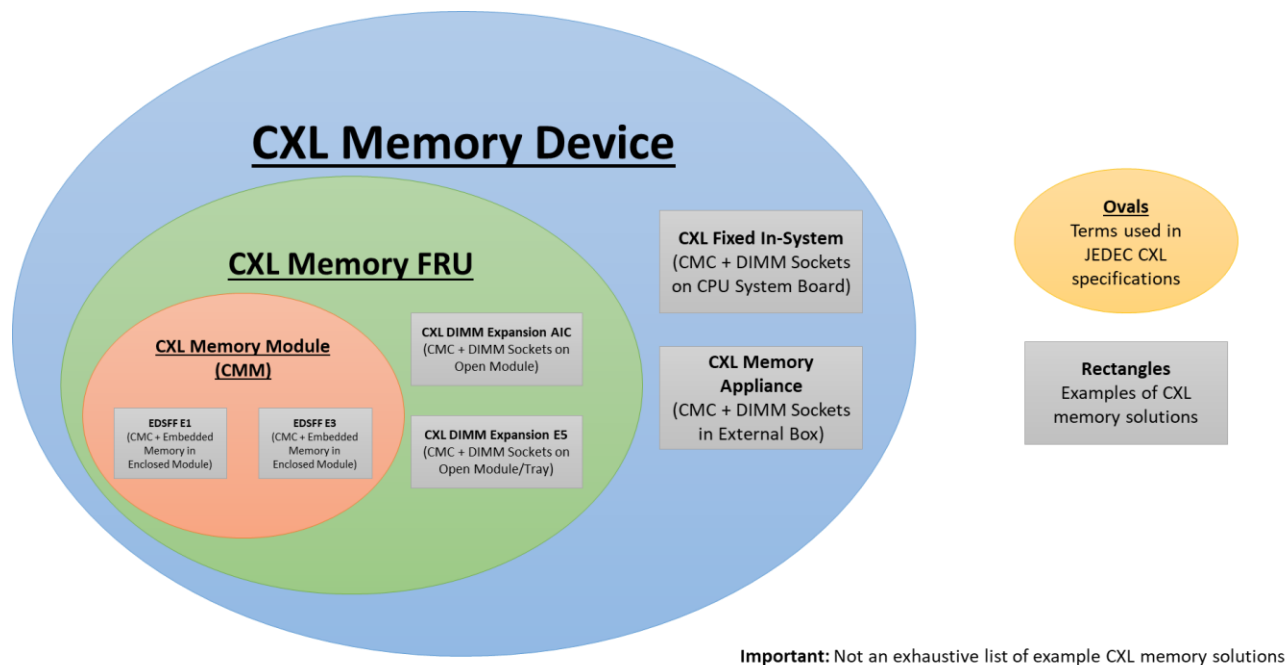 CXL Memory Device
CXL Memory FRU
CXL Memory Module
(CMM)
EDSFF E1
(CMC + Embedded
Memory in
Enclosed Module)
EDSFF E3
(CMC + Embedded
Memory in
Enclosed Module)
CXL DIMM Expansion AIC
(CMC + DIMM Sockets on
Open Module)
CXL DIMM Expansion E5
(CMC + DIMM Sockets on
Open Module/Tray)
CXL Fixed In-System
(CMC + DIMM Sockets
on CPU System Board)
CXL Memory
Appliance
(CMC + DIMM Sockets
in External Box)
Ovals
Terms used in
JEDEC CXL
specifications
Rectangles
Examples of CXL
memory solutions
Important: Not an exhaustive list of example CXL memory solutions